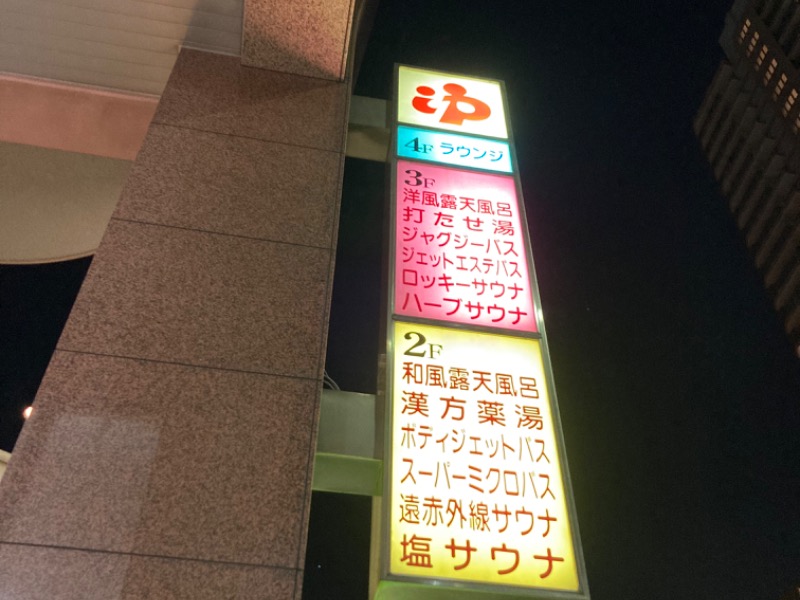 ゆ
4F ラウンジ
3F
洋風露天風呂
打たせ湯
ジャグジーバス
ジェットエステバス
ロッキーサウナ
ハーブサウナ
2F
和風露天風呂
漢方薬湯
ボディジェットバス
スーパーミクロバス
遠赤外線サウナ
塩サウナ